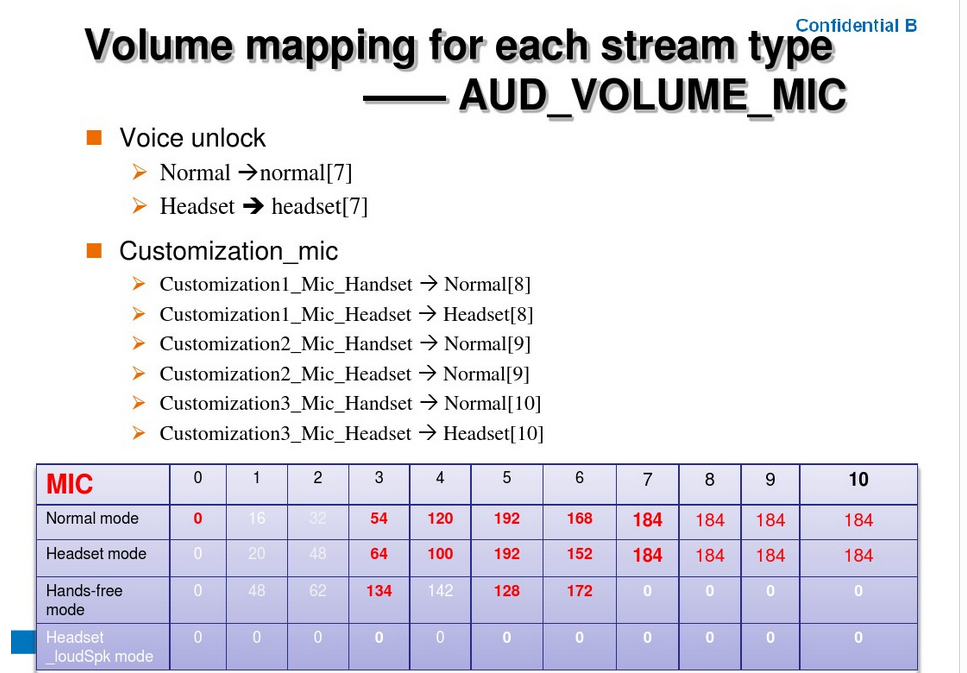 Confidential B
Volume mapping for each stream type
—— AUD_VOLUME_MIC
Voice unlock
Normal →normal[7]
Headset ➔ headset[7]
Customization_mic
Customization1_Mic_Handset → Normal[8]
Customization1_Mic_Headset → Headset[8]
Customization2_Mic_Handset → Normal[9]
Customization2_Mic_Headset → Normal[9]
Customization3_Mic_Handset → Normal[10]
Customization3_Mic_Headset → Headset[10]
MIC 0 1 2 3 4 5 6 7 8 9 10
Normal mode 0 16 32 54 120 192 168 184 184 184 184
Headset mode 0 20 48 64 100 192 152 184 184 184 184
Hands-free
mode 0 48 62 134 142 128 172 0 0 0 0
Headset
_loudSpk mode 0 0 0 0 0 0 0 0 0 0 0